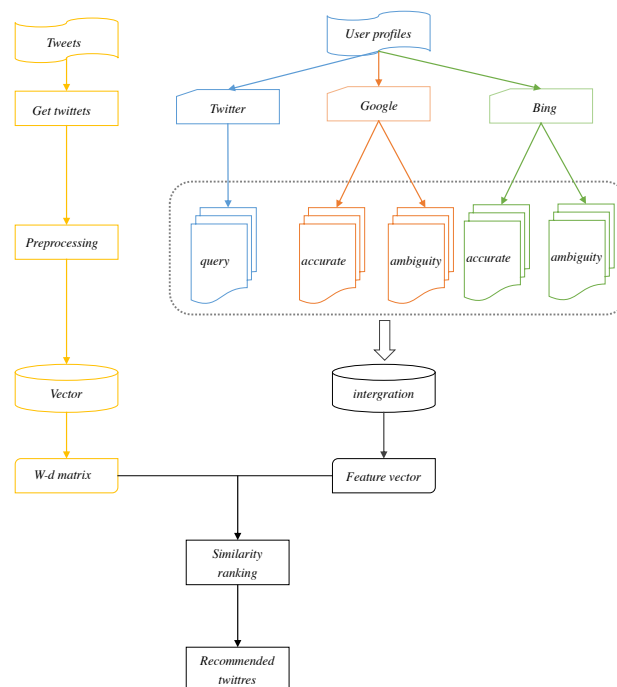 Tweets
User profiles
Get twittets
Twitter
Google
Bing
Preprocessing
query
accurate
ambiguity
accurate
ambiguity
Vector
intergration
W-d matrix
Feature vector
Similarity
ranking
Recommended
twittres